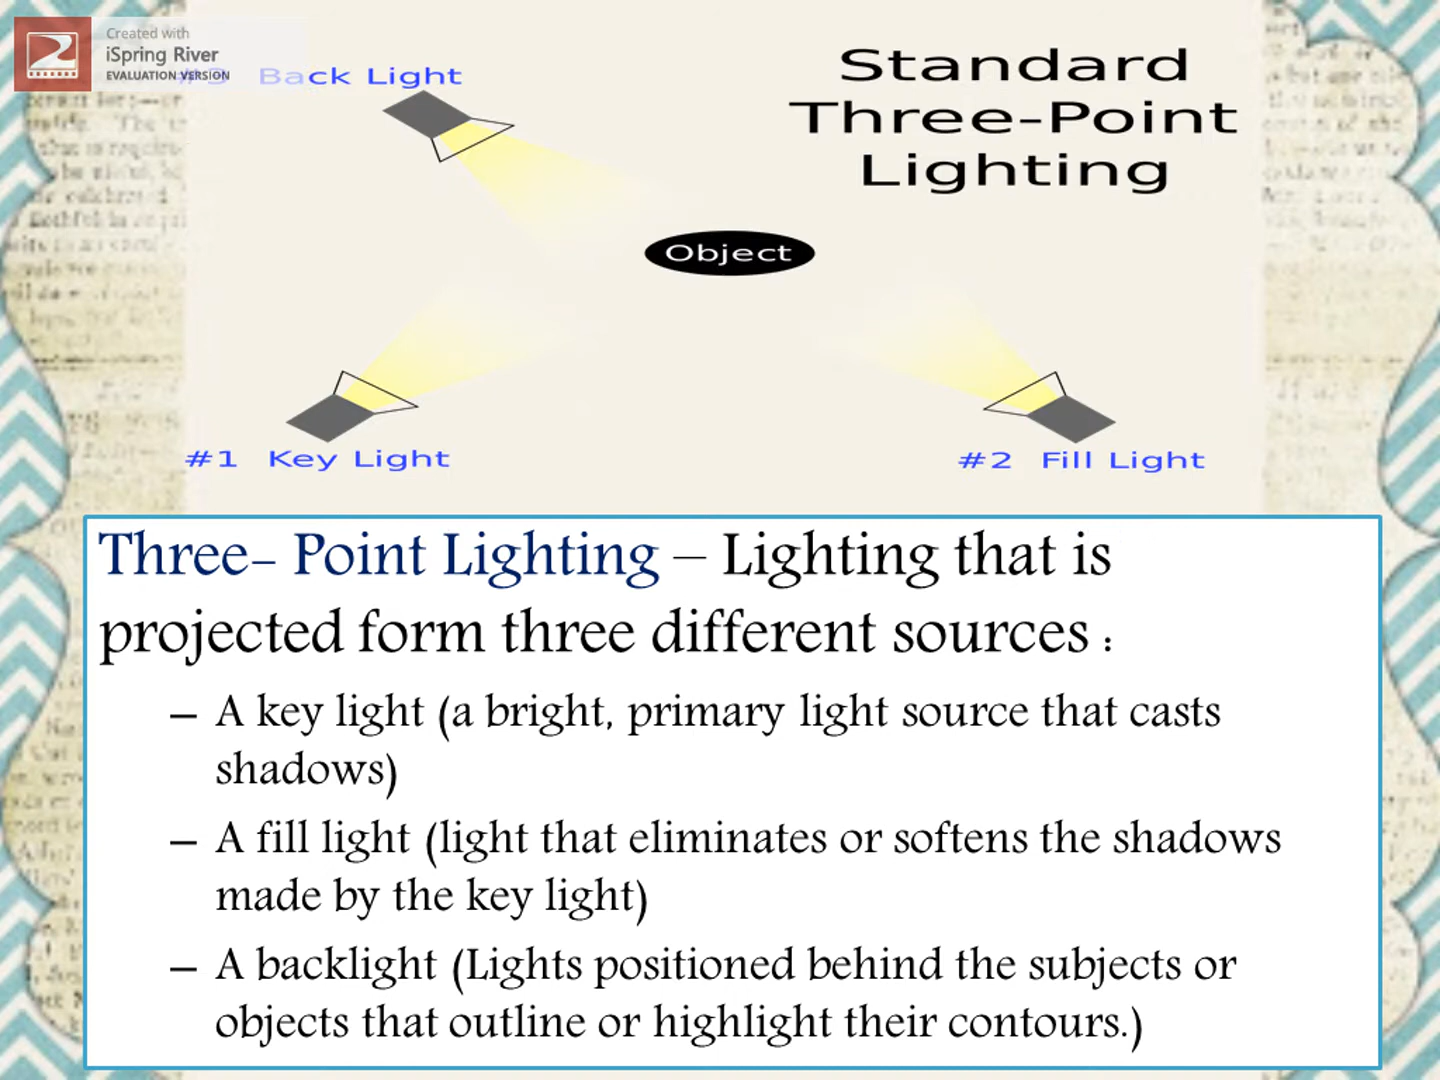 Created with
iSpring River
EVALUATION VERSION
#3 Back Light
Standard
Three-Point
Lighting
Object
#1 Key Light
#2 Fill Light
Three- Point Lighting – Lighting that is
projected form three different sources :
– A key light (a bright, primary light source that casts
shadows)
– A fill light (light that eliminates or softens the shadows
made by the key light)
– A backlight (Lights positioned behind the subjects or
objects that outline or highlight their contours.)